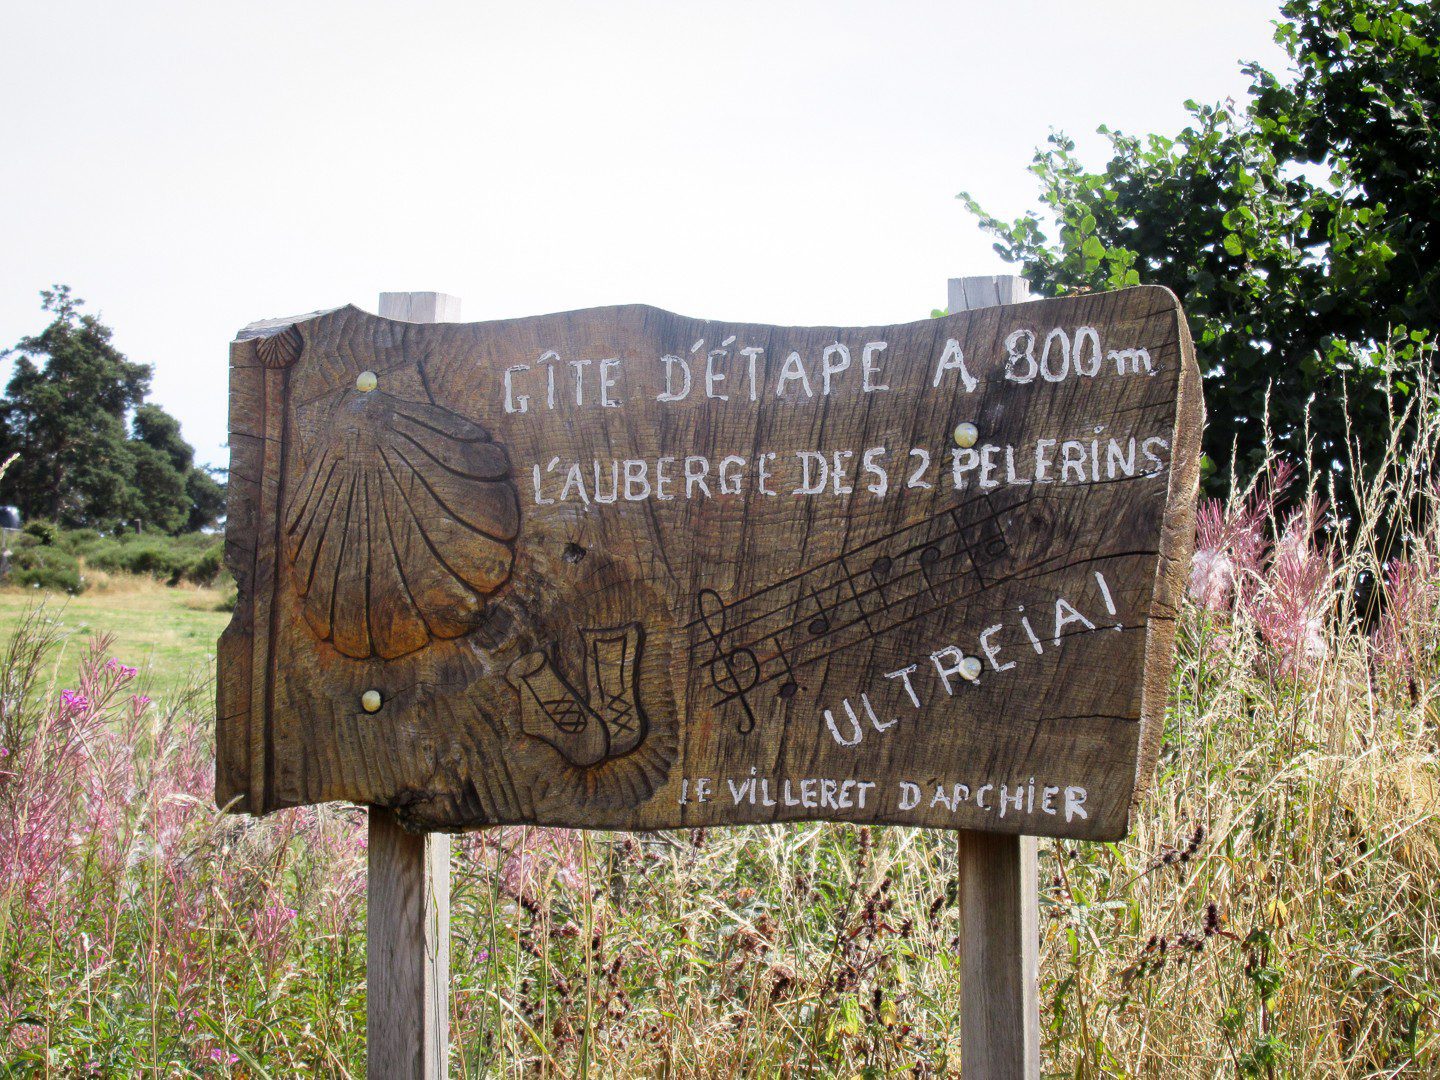 GÎTE D'ÉTAPE A 800m
L'AUBERGE DES 2 PELERINS
ULTREIA!
LE VILLERET D'APCHIER